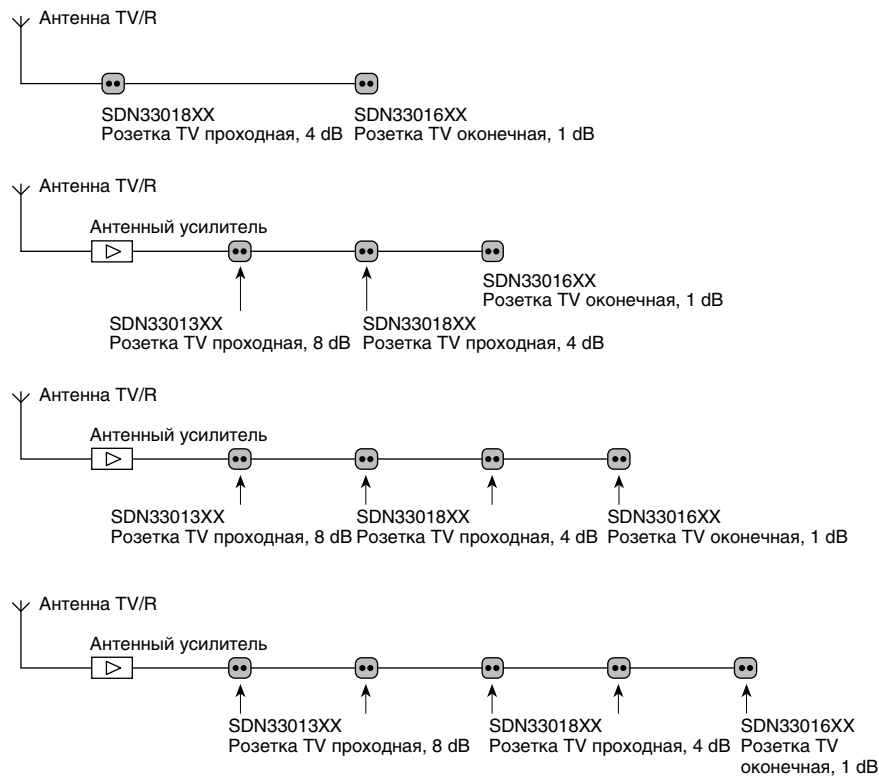 Антенна TV/R
SDN33018XX
Розетка TV проходная, 4 dB
SDN33016XX
Розетка TV оконечная, 1 dB
Антенна TV/R
Антенный усилитель
SDN33016XX
Розетка TV оконечная, 1 dB
SDN33013XX
Розетка TV проходная, 8 dB
SDN33018XX
Розетка TV проходная, 4 dB
Антенна TV/R
Антенный усилитель
SDN33013XX
Розетка TV проходная, 8 dB
SDN33018XX
Розетка TV проходная, 4 dB
SDN33016XX
Розетка TV оконечная, 1 dB
Антенна TV/R
Антенный усилитель
SDN33013XX
Розетка TV проходная, 8 dB
SDN33018XX
Розетка TV проходная, 4 dB
SDN33016XX
Розетка TV
оконечная, 1 dB